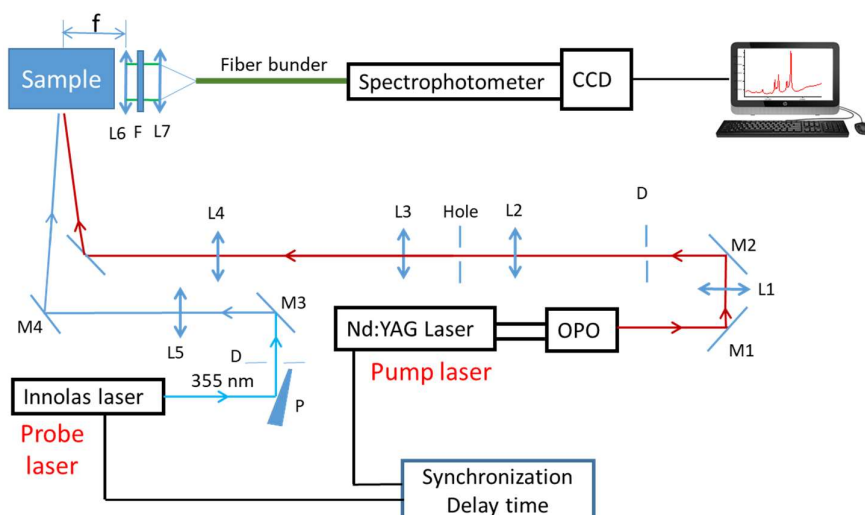 f
Sample
L6 F L7
Fiber bunder
Spectrophotometer
CCD
L4
L3
Hole
L2
D
M2
L1
M1
M4
L5
M3
D
355 nm
P
Nd:YAG Laser
OPO
Pump laser
Innolas laser
Probe
laser
Synchronization
Delay time